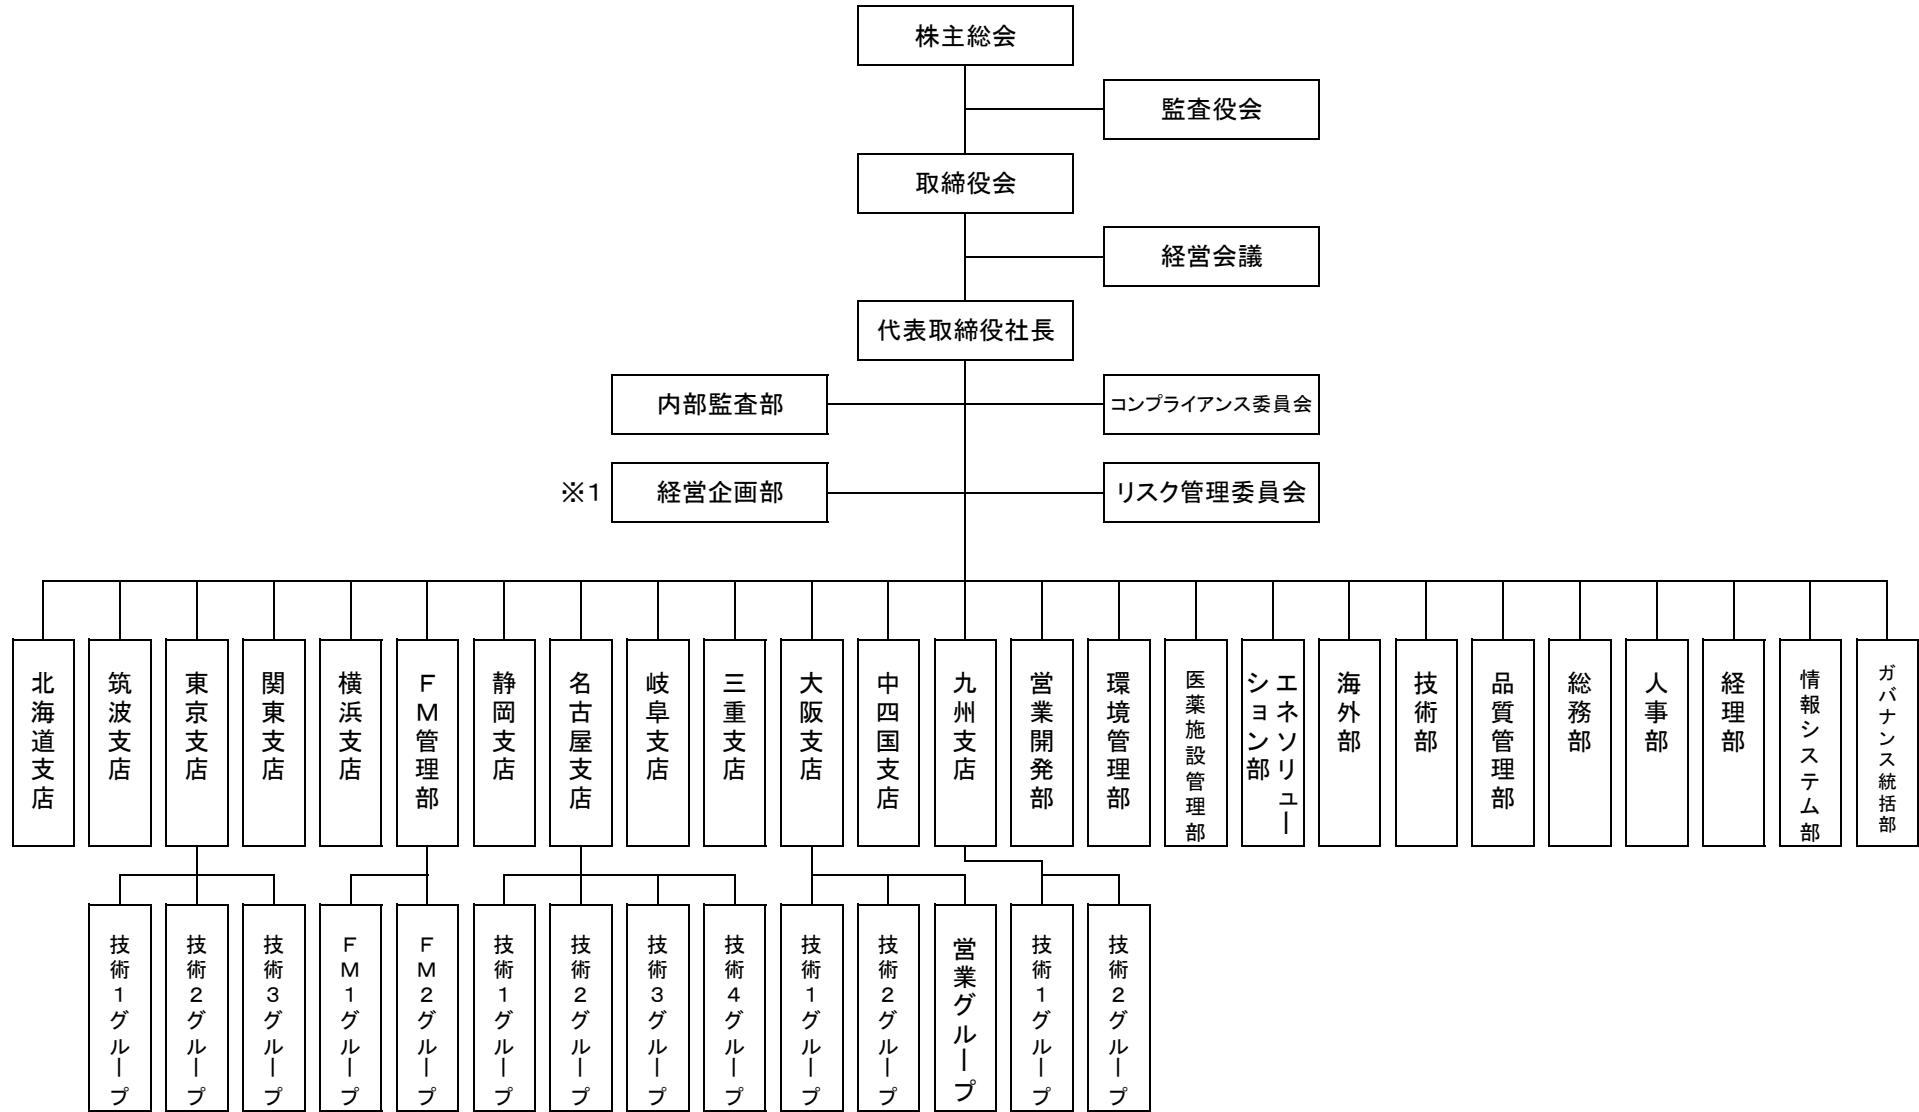 株主総会
監査役会
取締役会
経営会議
代表取締役社長
内部監査部
コンプライアンス委員会
※1
経営企画部
リスク管理委員会
北海道支店
筑波支店
東京支店
関東支店
横浜支店
FM管理部
静岡支店
名古屋支店
岐阜支店
三重支店
大阪支店
中四国支店
九州支店
営業開発部
環境管理部
医薬施設管理部
エネソリュー
ション部
海外部
技術部
品質管理部
総務部
人事部
経理部
情報システム部
ガバナンス統括部
技術1グループ
技術2グループ
技術3グループ
FM1グループ
FM2グループ
技術1グループ
技術2グループ
技術3グループ
技術4グループ
技術1グループ
技術2グループ
営業グループ
技術1グループ
技術2グループ